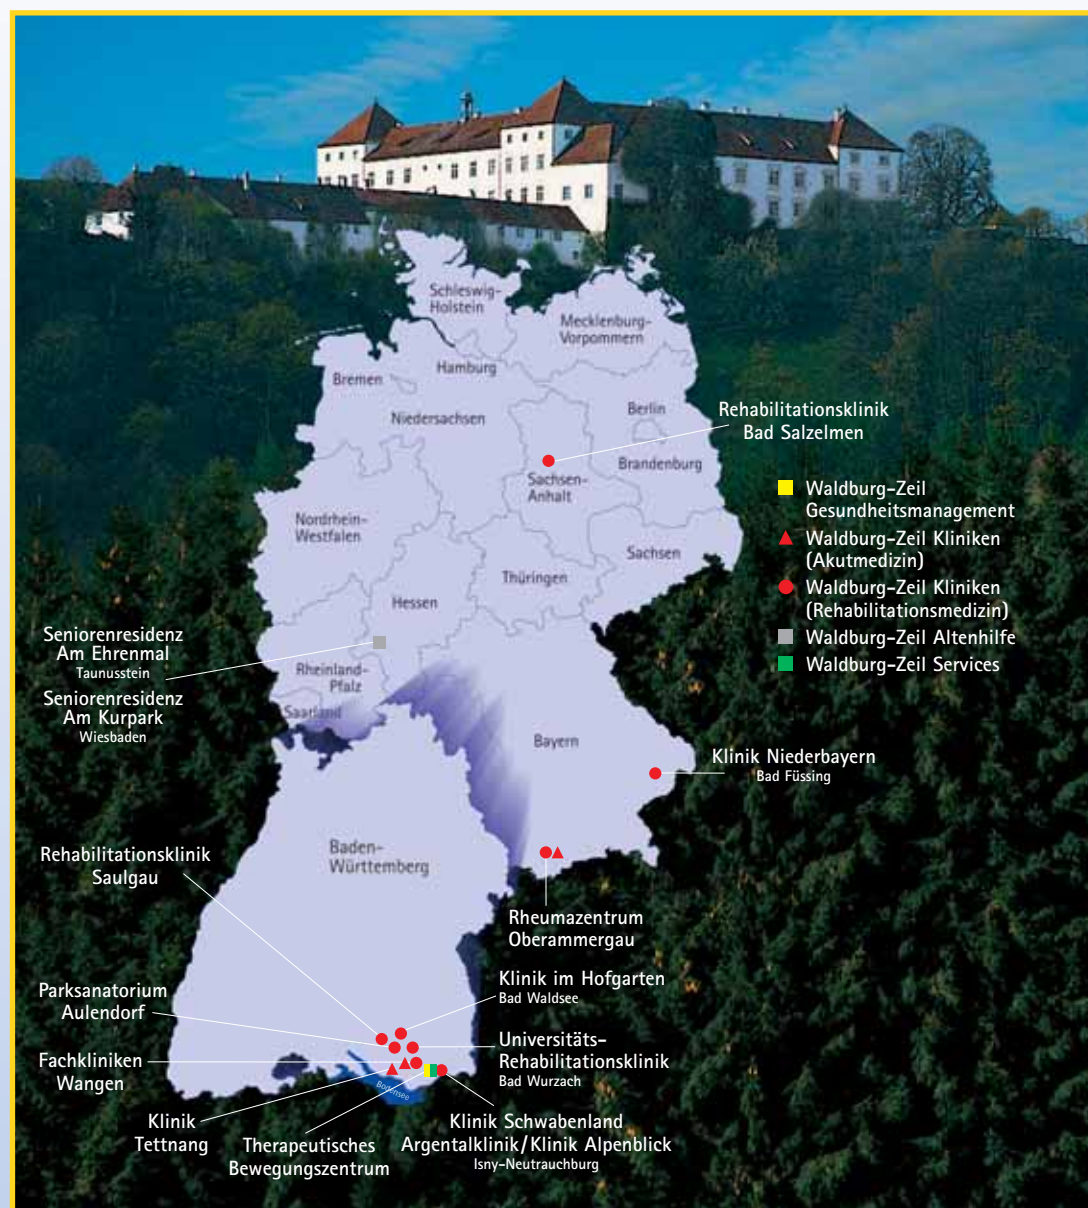 Schleswig-
Holstein
Mecklenburg-
Vorpommern
Hamburg
Bremen
Niedersachsen
Berlin
Brandenburg
Rehabilitationsklinik
Bad Salzelmen
Sachsen-
Anhalt
Waldburg-Zeil
Gesundheitsmanagement
Waldburg-Zeil Kliniken
(Akutmedizin)
Waldburg-Zeil Kliniken
(Rehabilitationsmedizin)
Waldburg-Zeil Altenhilfe
Waldburg-Zeil Services
Nordrhein-
Westfalen
Sachsen
Thüringen
Hessen
Seniorenresidenz
Am Ehrenmal
Taunusstein
Seniorenresidenz
Am Kurpark
Wiesbaden
Rheinland-
Pfalz
Saarland
Bayern
Klinik Niederbayern
Bad Füssing
Baden-
Württemberg
Rehabilitationsklinik
Saulgau
Rheumazentrum
Oberammergau
Klinik im Hofgarten
Bad Waldsee
Parksanatorium
Aulendorf
Universitäts-
Rehabilitationsklinik
Bad Wurzach
Fachkliniken
Wangen
Bodensee
Klinik
Tettnang
Therapeutisches
Bewegungszentrum
Klinik Schwabenland
Argentalklinik/Klinik Alpenblick
Isny-Neutrauchburg